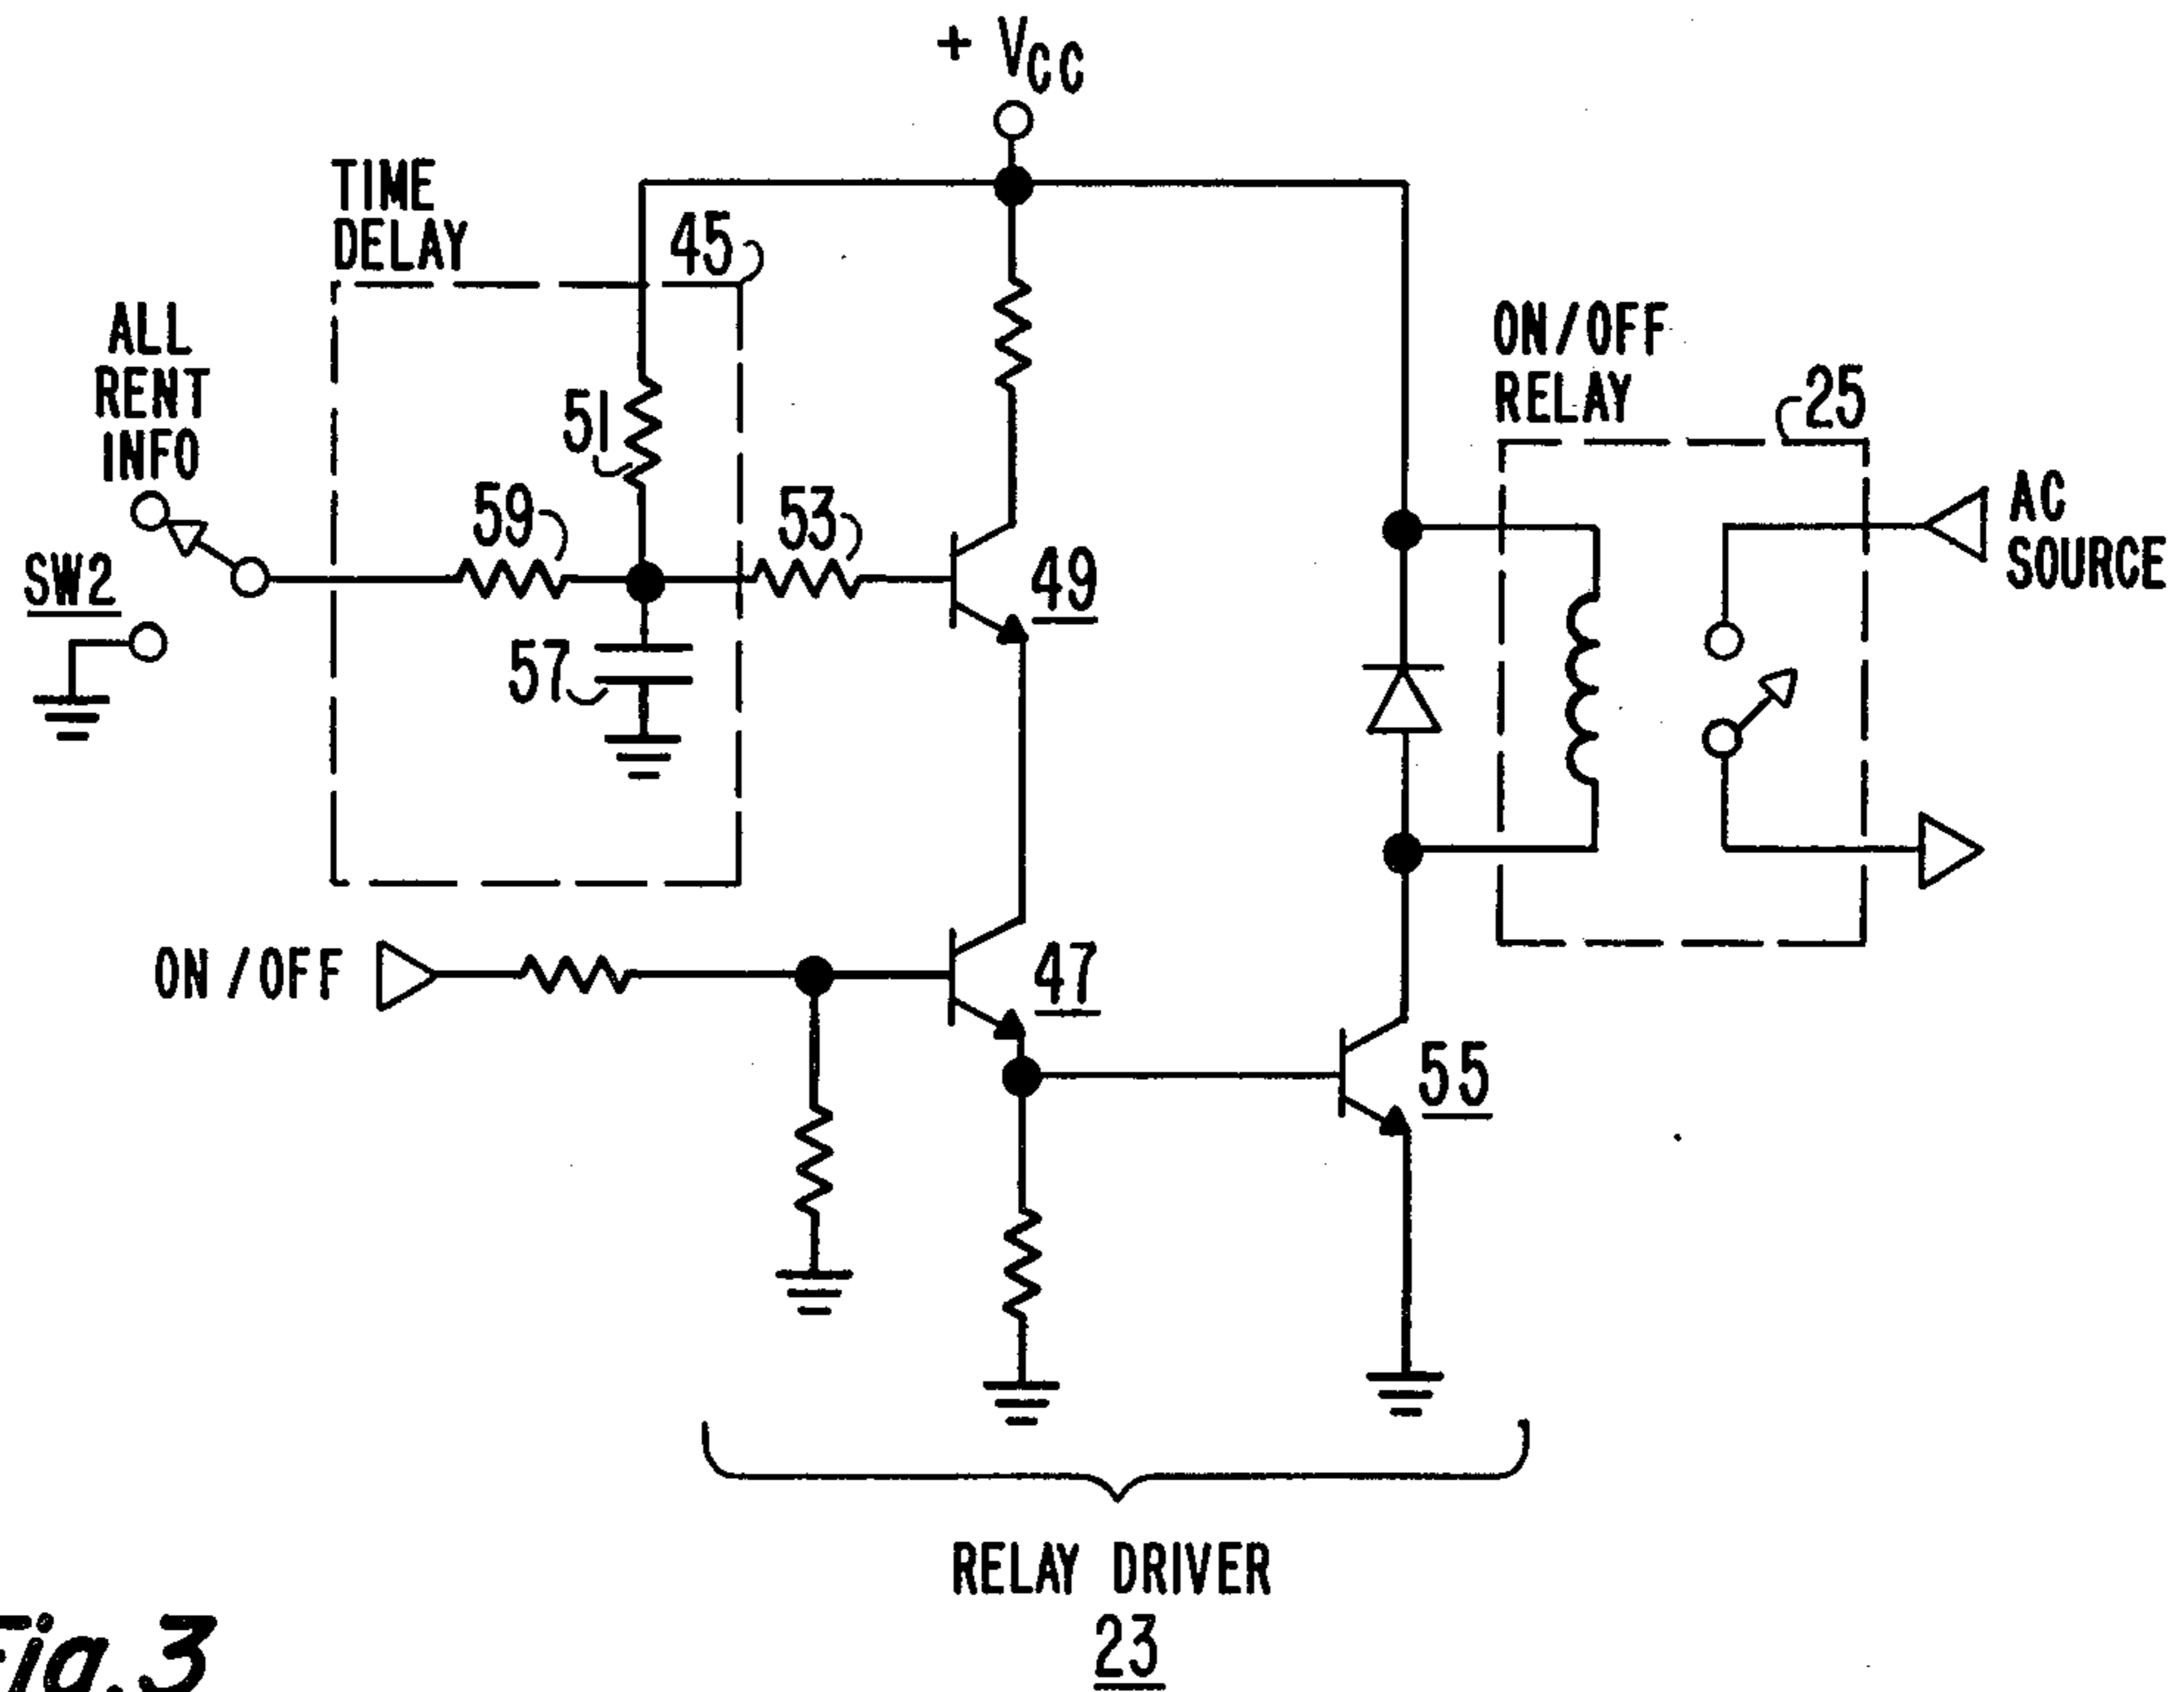 + VCC
TIME
DELAY
45
ALL
RENT
INFO
ON/OFF
RELAY
25
51
59
53
AC
SOURCE
SW2
49
57
ON/OFF
47
55
RELAY DRIVER
23
Fig. 3